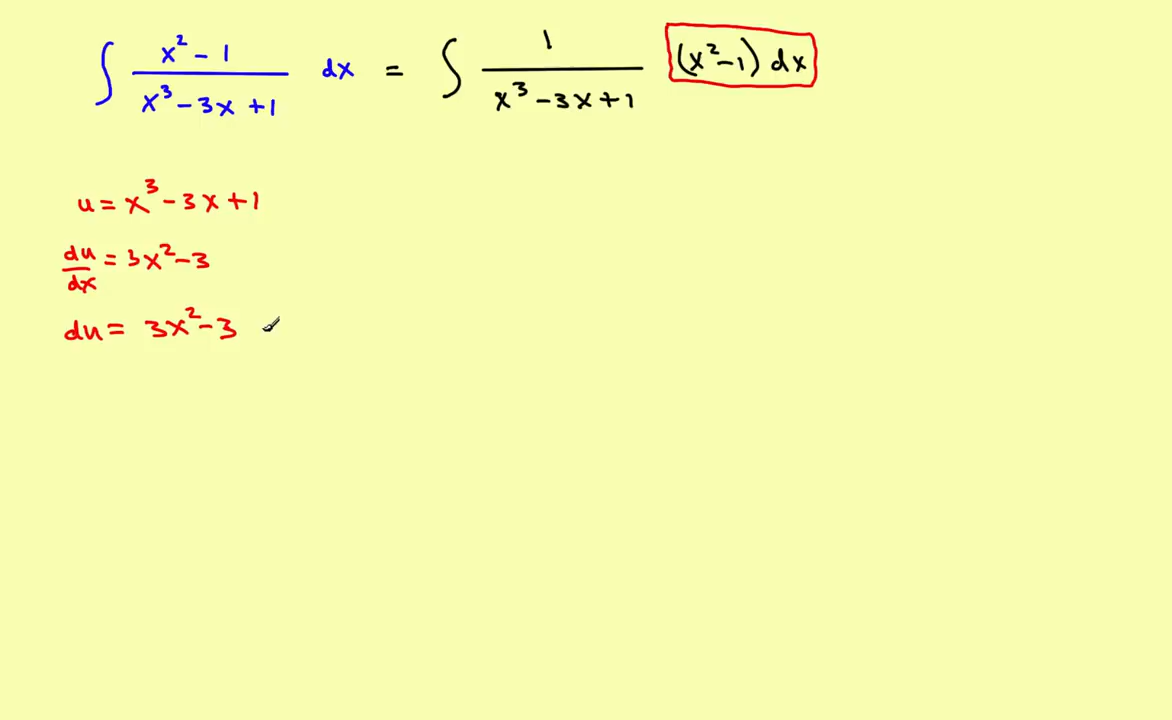 ∫ (x² - 1)/(x³ - 3x + 1) dx = ∫ 1/(x³ - 3x + 1) (x² - 1) dx
u = x³ - 3x + 1
du/dx = 3x² - 3
du = 3x² - 3